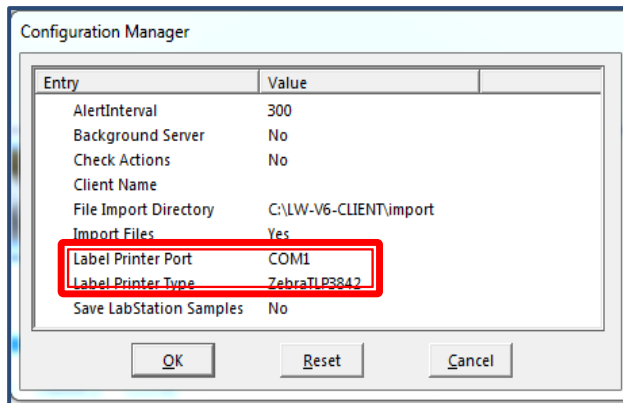 Configuration Manager
Entry Value
AlertInterval 300
Background Server No
Check Actions No
Client Name
File Import Directory C:\LW-V6-CLIENT\import
Import Files Yes
Label Printer Port COM1
Label Printer Type ZebraTLP3842
Save LabStation Samples No
OK Reset Cancel